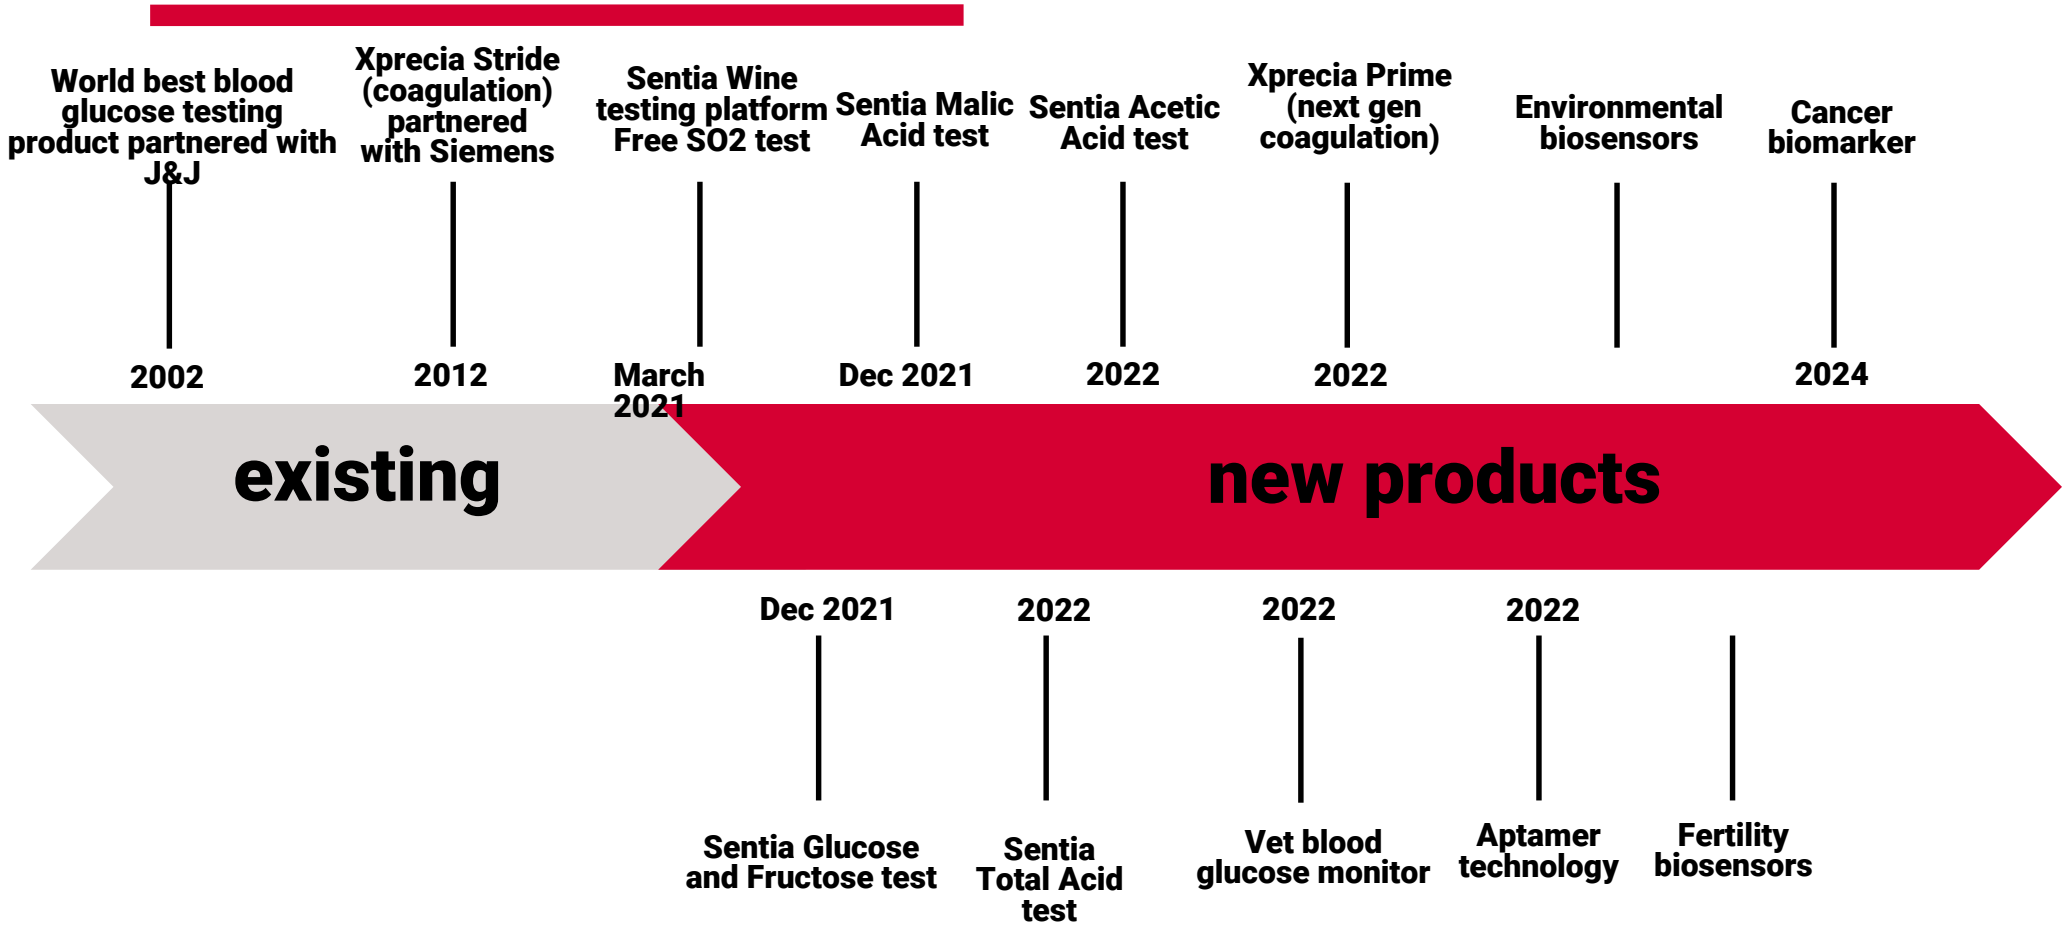 World best blood
glucose testing
product partnered with
J&J
Xprecia Stride
(coagulation)
partnered
with Siemens
Sentia Wine
testing platform
Free SO2 test
Sentia Malic
Acid test
Sentia Acetic
Acid test
Xprecia Prime
(next gen
coagulation)
Environmental
biosensors
Cancer
biomarker
2002
2012
March
2021
Dec 2021
2022
2022
2024
existing
new products
Dec 2021
2022
2022
2022
Sentia Glucose
and Fructose test
Sentia
Total Acid
test
Vet blood
glucose monitor
Aptamer
technology
Fertility
biosensors